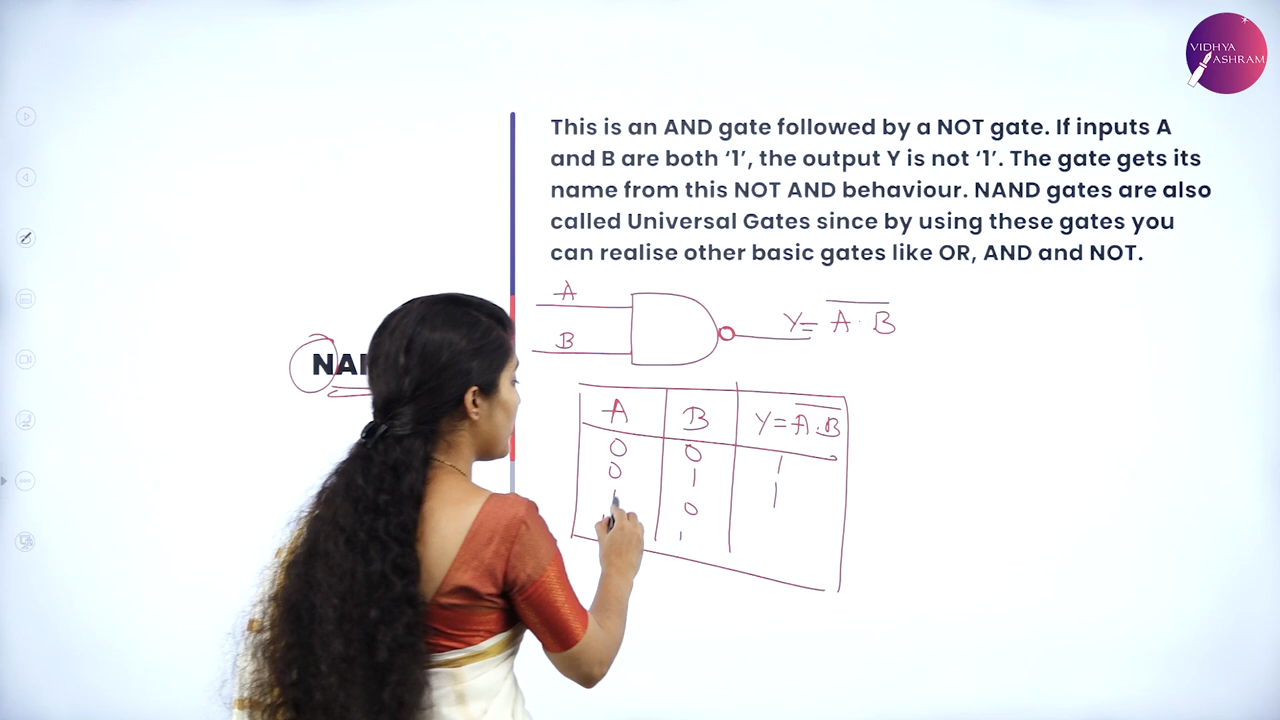 VIDHYA
ASHRAM
This is an AND gate followed by a NOT gate. If inputs A
and B are both ‘1’, the output Y is not ‘1’. The gate gets its
name from this NOT AND behaviour. NAND gates are also
called Universal Gates since by using these gates you
can realise other basic gates like OR, AND and NOT.
A
B
Y= A̅ ̅·̅ ̅B̅
NA
A B Y=A̅.̅B̅
0 0 1
0 1 1
1 0
1